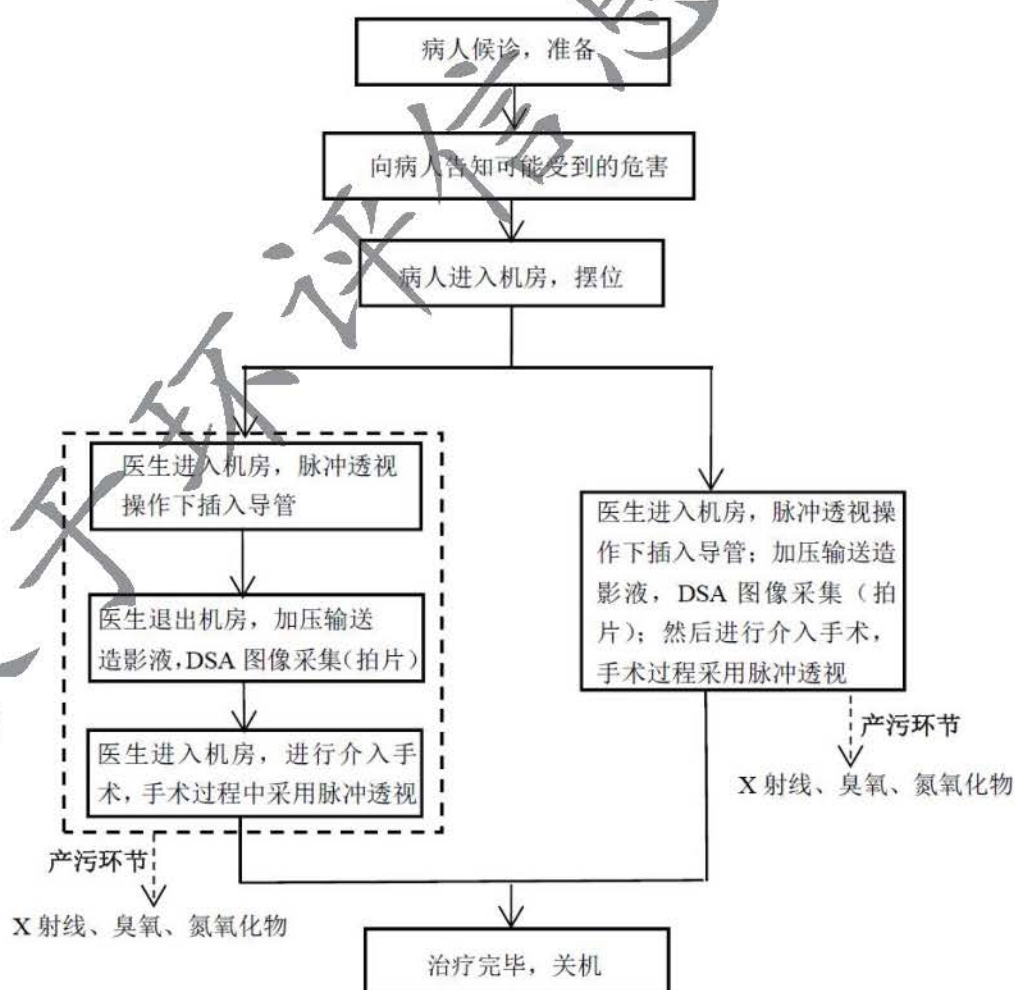 病人候诊，准备
向病人告知可能受到的危害
病人进入机房，摆位
医生进入机房，脉冲透视
操作下插入导管
医生退出机房，加压输送
造影液，DSA 图像采集（拍片）
医生进入机房，进行介入手
术，手术过程中采用脉冲透视
产污环节
X 射线、臭氧、氮氧化物
医生进入机房，脉冲透视操
作下插入导管；加压输送造
影液，DSA 图像采集（拍
片）；然后进行介入手术，
手术过程采用脉冲透视
产污环节
X 射线、臭氧、氮氧化物
治疗完毕，关机
于环评信息